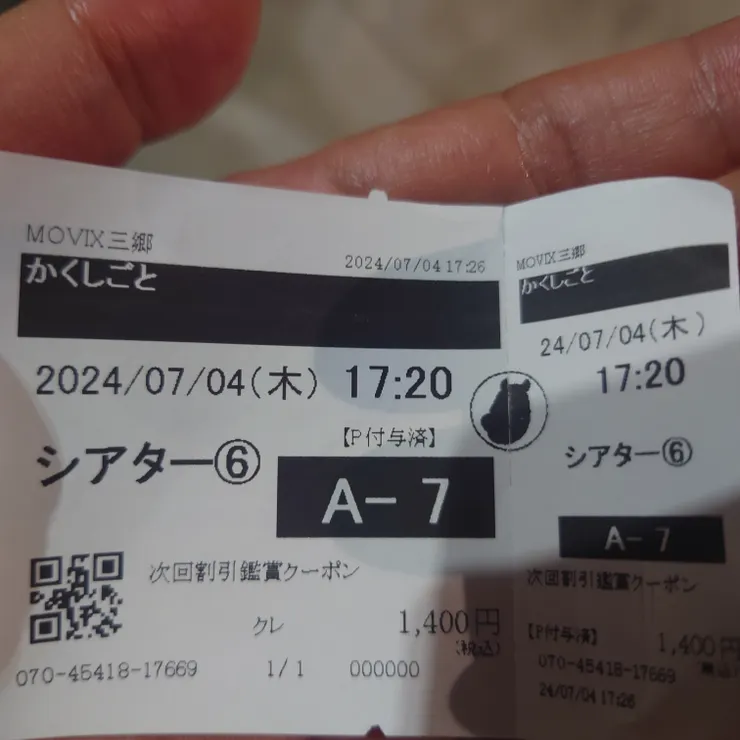 MOVIX三郷
2024/07/04 17:26
かくしごと
2024/07/04(木) 17:20
シアター⑥
【P付与済】
A- 7
次回割引鑑賞クーポン
クレ
1,400円
(税込)
070-45418-17669 1/1 000000
MOVIX三郷
かくしごと
24/07/04(木)
17:20
シアター⑥
A- 7
次回割引鑑賞クーポン
【P付与済】 1,400円
070-45418-17669
24/07/04 17:26